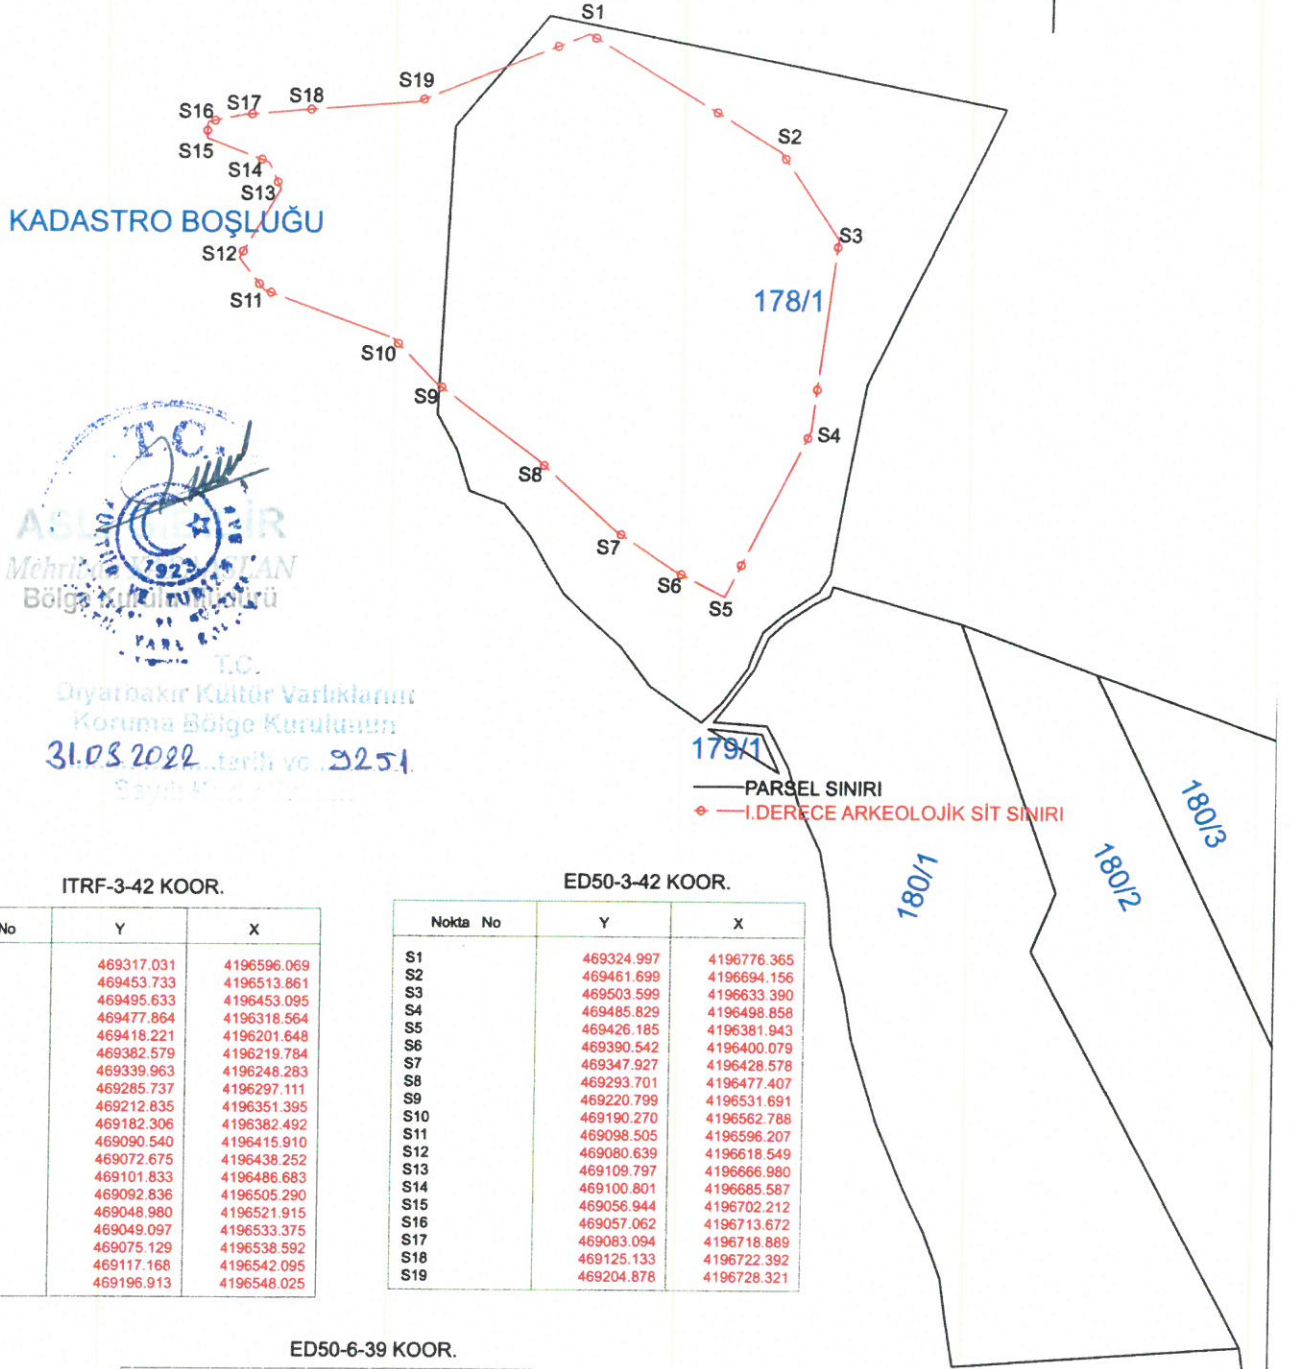 S1
S19
S18
S17
S16
S2
S15
S14
S13
KADASTRO BOŞLUĞU
S3
S12
S11
178/1
S10
S9
S4
S8
S7
S6
S5
T.C.
1923
Bölge Kurulu Müdürü
T.C.
Diyarbakır Kültür Varlıklarını
Koruma Bölge Kurulunun
31.03.2022 tarih ve 9251
179/1
PARSEL SINIRI
I.DERECE ARKEOLOJİK SİT SINIRI
180/1
180/2
180/3
ITRF-3-42 KOOR.
No Y X
469317.031 4196596.069
469453.733 4196513.861
469495.633 4196453.095
469477.864 4196318.564
469418.221 4196201.648
469382.579 4196219.784
469339.963 4196248.283
469285.737 4196297.111
469212.835 4196351.395
469182.306 4196382.492
469090.540 4196415.910
469072.675 4196438.252
469101.833 4196486.683
469092.836 4196505.290
469048.980 4196521.915
469049.097 4196533.375
469075.129 4196538.592
469117.168 4196542.095
469196.913 4196548.025
ED50-3-42 KOOR.
Nokta No Y X
S1 469324.997 4196776.365
S2 469461.699 4196694.156
S3 469503.599 4196633.390
S4 469485.829 4196498.858
S5 469426.185 4196381.943
S6 469390.542 4196400.079
S7 469347.927 4196428.578
S8 469293.701 4196477.407
S9 469220.799 4196531.691
S10 469190.270 4196562.788
S11 469098.505 4196596.207
S12 469080.639 4196618.549
S13 469109.797 4196666.980
S14 469100.801 4196685.587
S15 469056.944 4196702.212
S16 469057.062 4196713.672
S17 469083.094 4196718.889
S18 469125.133 4196722.392
S19 469204.878 4196728.321
ED50-6-39 KOOR.